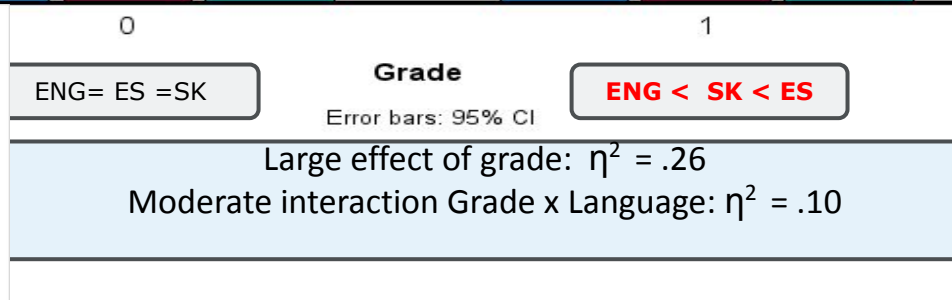 0 1
Grade
ENG= ES =SK ENG < SK < ES
Error bars: 95% CI
Large effect of grade: η² = .26
Moderate interaction Grade x Language: η² = .10